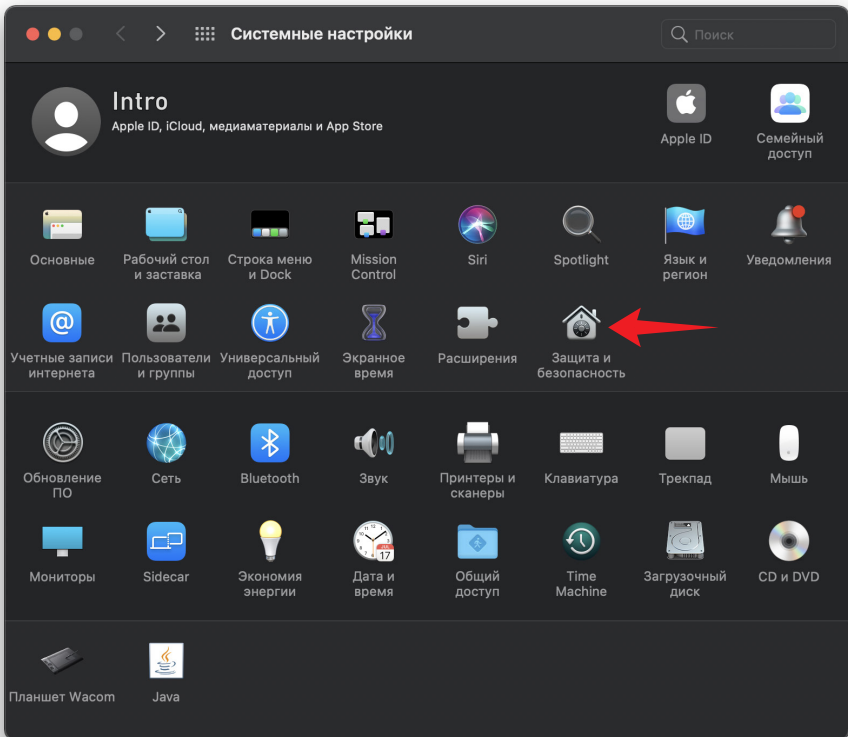 Системные настройки
Поиск
Intro
Apple ID, iCloud, медиаматериалы и App Store
Apple ID
Семейный
доступ
Основные
Рабочий стол
и заставка
Строка меню
и Dock
Mission
Control
Siri
Spotlight
Язык и
регион
Уведомления
Учетные записи
интернета
Пользователи
и группы
Универсальный
доступ
Экранное
время
Расширения
Защита и
безопасность
Обновление
ПО
Сеть
Bluetooth
Звук
Принтеры и
сканеры
Клавиатура
Трекпад
Мышь
Мониторы
Sidecar
Экономия
энергии
JUL
17
Дата и
время
Общий
доступ
Time
Machine
Загрузочный
диск
CD и DVD
Планшет Wacom
Java
Java